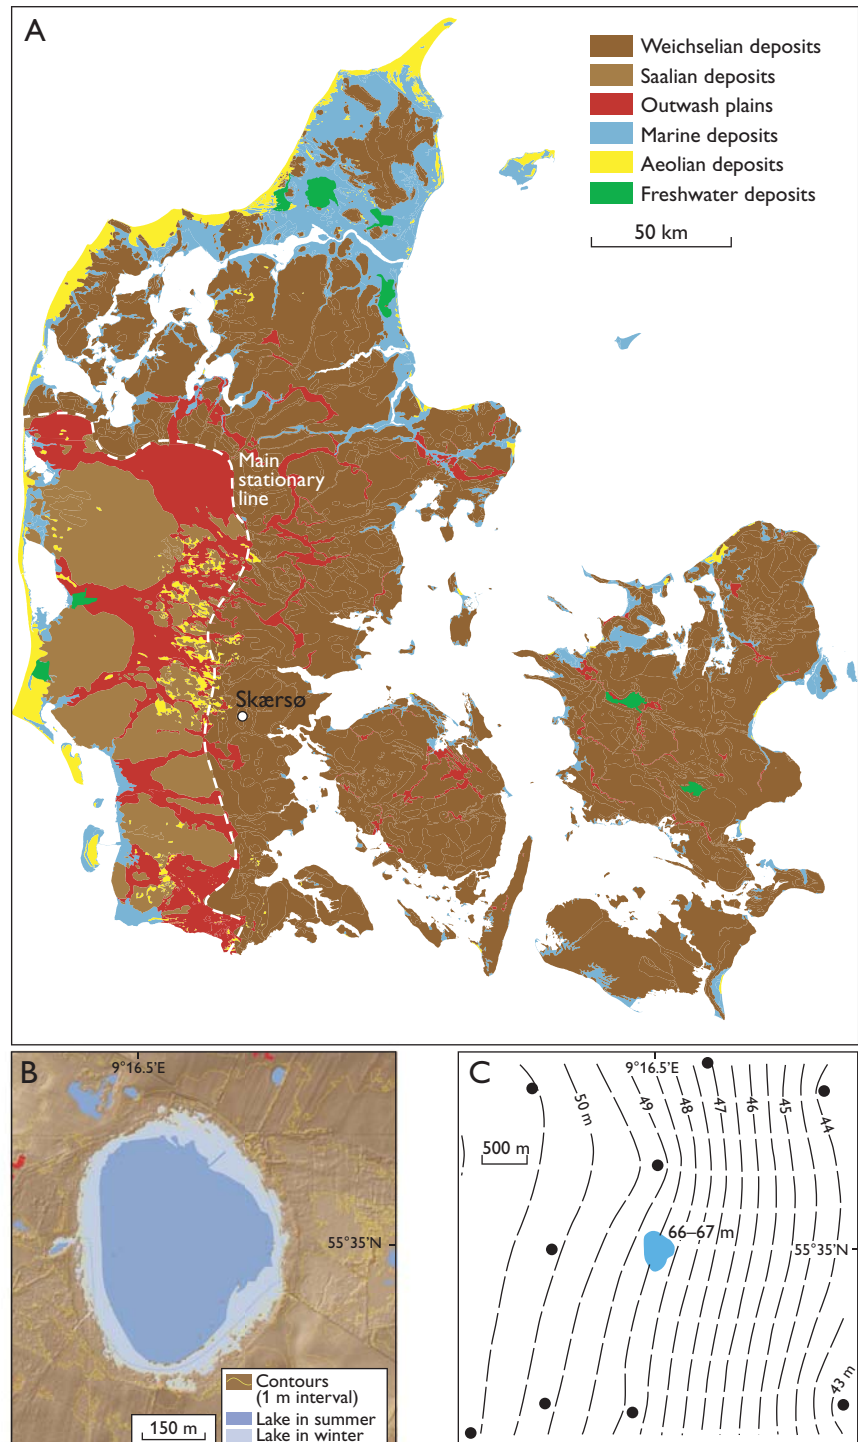 A
Weichselian deposits
Saalian deposits
Outwash plains
Marine deposits
Aeolian deposits
Freshwater deposits
50 km
Main
stationary
line
Skærsø
B
9°16.5'E
55°35'N
Contours
(1 m interval)
Lake in summer
Lake in winter
150 m
C
9°16.5'E
50 m
49
48
47
46
45
44
500 m
66–67 m
55°35'N
43 m